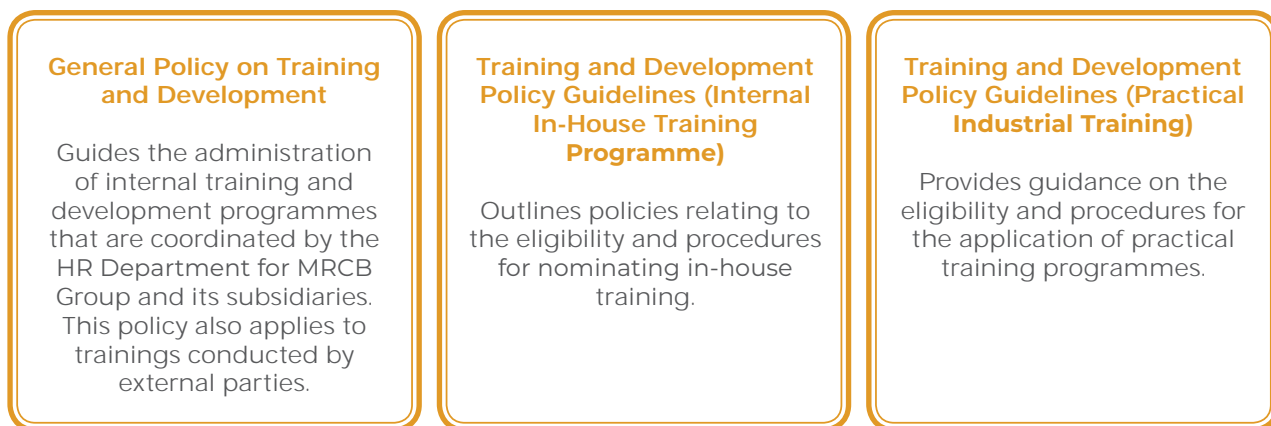 General Policy on Training
and Development
Guides the administration
of internal training and
development programmes
that are coordinated by the
HR Department for MRCB
Group and its subsidiaries.
This policy also applies to
trainings conducted by
external parties.
Training and Development
Policy Guidelines (Internal
In-House Training
Programme)
Outlines policies relating to
the eligibility and procedures
for nominating in-house
training.
Training and Development
Policy Guidelines (Practical
Industrial Training)
Provides guidance on the
eligibility and procedures for
the application of practical
training programmes.